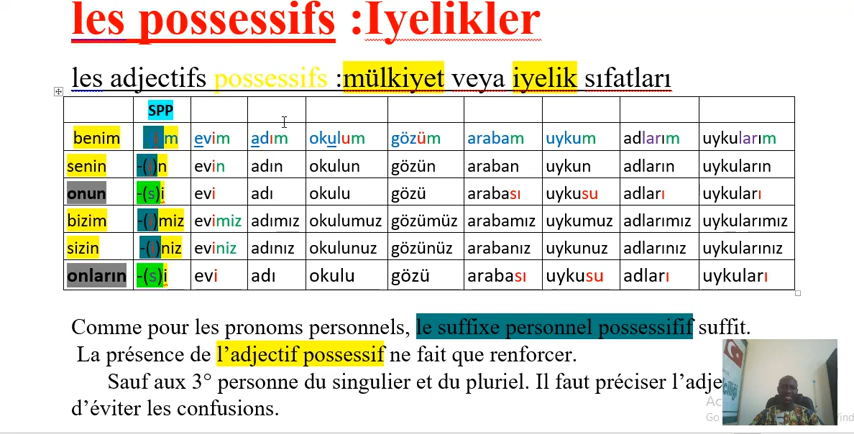 les possessifs :Iyelikler
les adjectifs possessifs :mülkiyet veya iyelik sıfatları
SPP
benim -(i)m evim adım okulum gözüm arabam uykum adlarım uykularım
senin -(i)n evin adın okulun gözün araban uykun adların uykuların
onun -(s)i evi adı okulu gözü arabası uykusu adları uykuları
bizim -(i)miz evimiz adımız okulumuz gözümüz arabamız uykumuz adlarımız uykularımız
sizin -(i)niz eviniz adınız okulunuz gözünüz arabanız uykunuz adlarınız uykularınız
onların -(s)i evi adı okulu gözü arabası uykusu adları uykuları
Comme pour les pronoms personnels, le suffixe personnel possessifif suffit.
La présence de l'adjectif possessif ne fait que renforcer.
Sauf aux 3° personne du singulier et du pluriel. Il faut préciser l'adje
d'éviter les confusions.